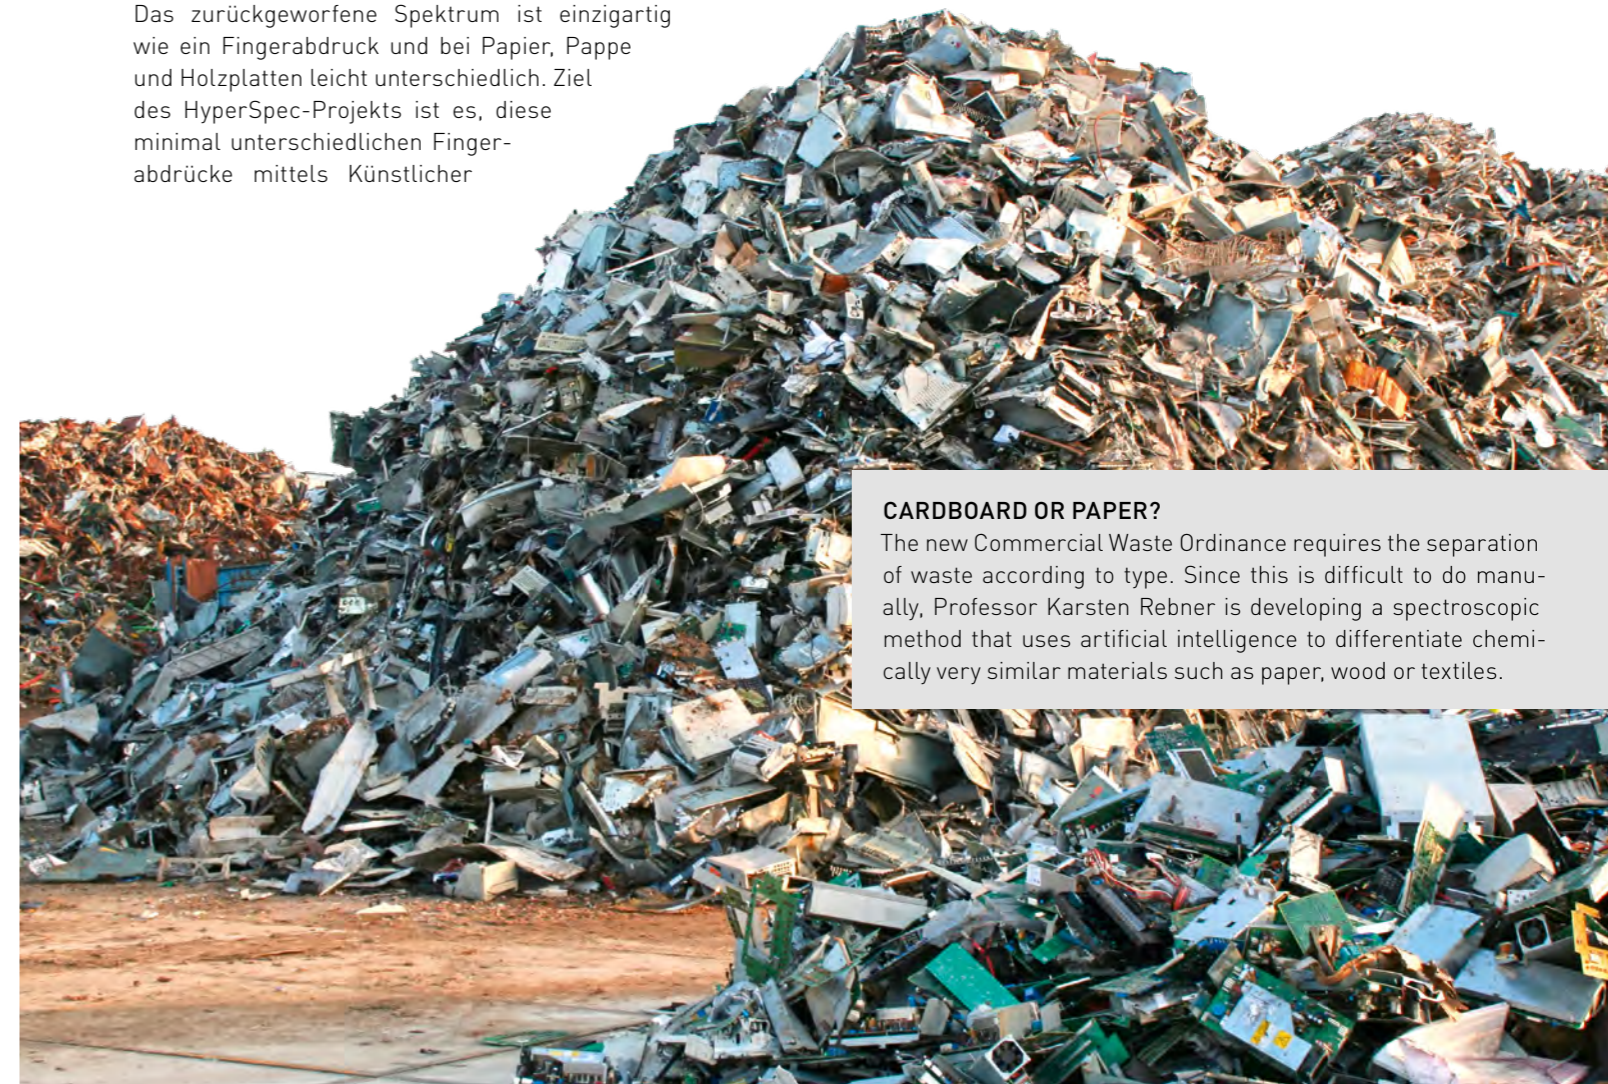 Das zurückgeworfene Spektrum ist einzigartig
wie ein Fingerabdruck und bei Papier, Pappe
und Holzplatten leicht unterschiedlich. Ziel
des HyperSpec-Projekts ist es, diese
minimal unterschiedlichen Finger-
abdrücke mittels Künstlicher
CARDBOARD OR PAPER?
The new Commercial Waste Ordinance requires the separation
of waste according to type. Since this is difficult to do manu-
ally, Professor Karsten Rebner is developing a spectroscopic
method that uses artificial intelligence to differentiate chemi-
cally very similar materials such as paper, wood or textiles.